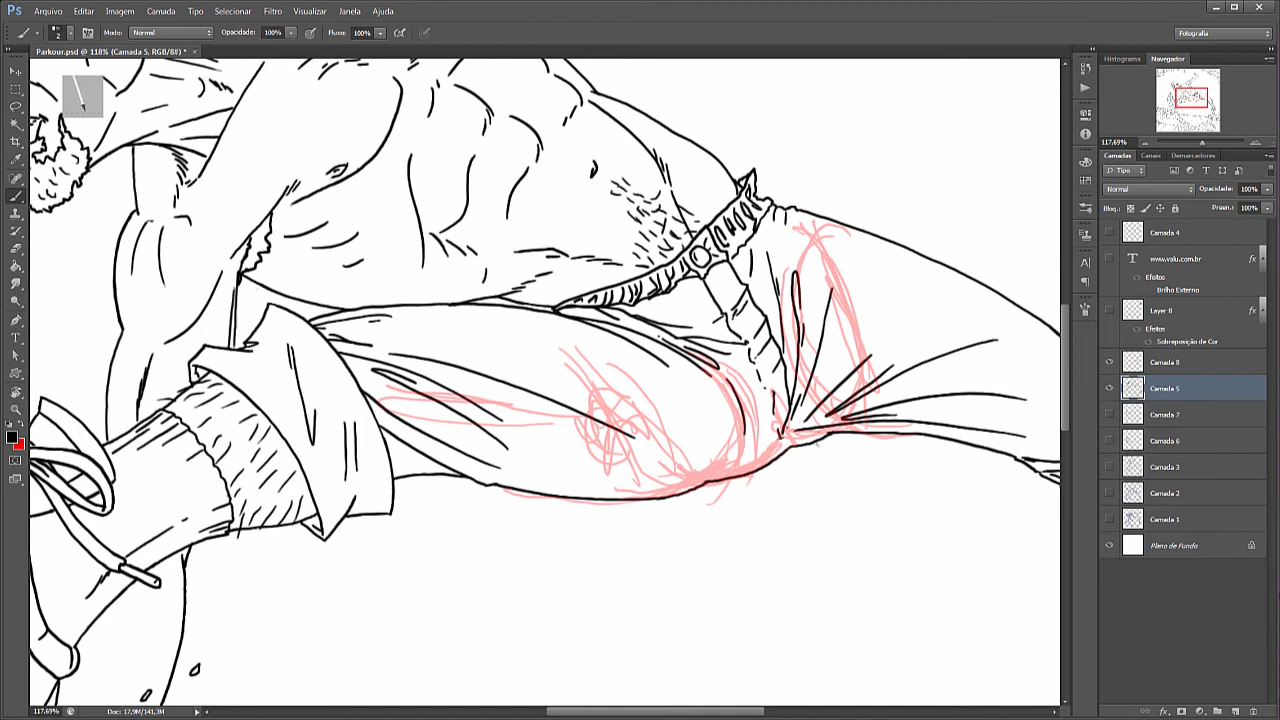 Ps Arquivo Editar Imagem Camada Tipo Selecionar Filtro Visualizar Janela Ajuda
2 Modo: Normal Opacidade: 100% Fluxo: 100% Fotografia
Parkour.psd @ 118% (Camada 5, RGB/8#) * ×
Histograma Navegador
117,69%
Camadas Canais Demarcadores
Tipo
Normal Opacidade: 100%
Bloq.: Preen.: 100%
Camada 4
T www.valu.com.br fx
Efeitos
Brilho Externo
Layer 8 fx
Efeitos
Sobreposição de Cor
Camada 8
Camada 5
Camada 7
Camada 6
Camada 3
Camada 2
Camada 1
Plano de Fundo
117,69% Doc: 17,9M/141,3M